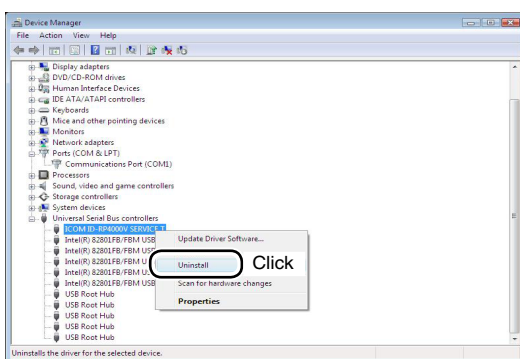 Device Manager
File Action View Help
Display adapters
DVD/CD-ROM drives
Human Interface Devices
IDE ATA/ATAPI controllers
Keyboards
Mice and other pointing devices
Monitors
Network adapters
Ports (COM & LPT)
Communications Port (COM1)
Processors
Sound, video and game controllers
Storage controllers
System devices
Universal Serial Bus controllers
ICOM ID-RP4000V SERVICE T
Intel(R) 82801FB/FBM USB
Intel(R) 82801FB/FBM USB
Intel(R) 82801FB/FBM U
Intel(R) 82801FB/FBM US
Intel(R) 82801FB/FBM USB
USB Root Hub
USB Root Hub
USB Root Hub
USB Root Hub
USB Root Hub
Update Driver Software...
Uninstall
Click
Scan for hardware changes
Properties
Uninstalls the driver for the selected device.